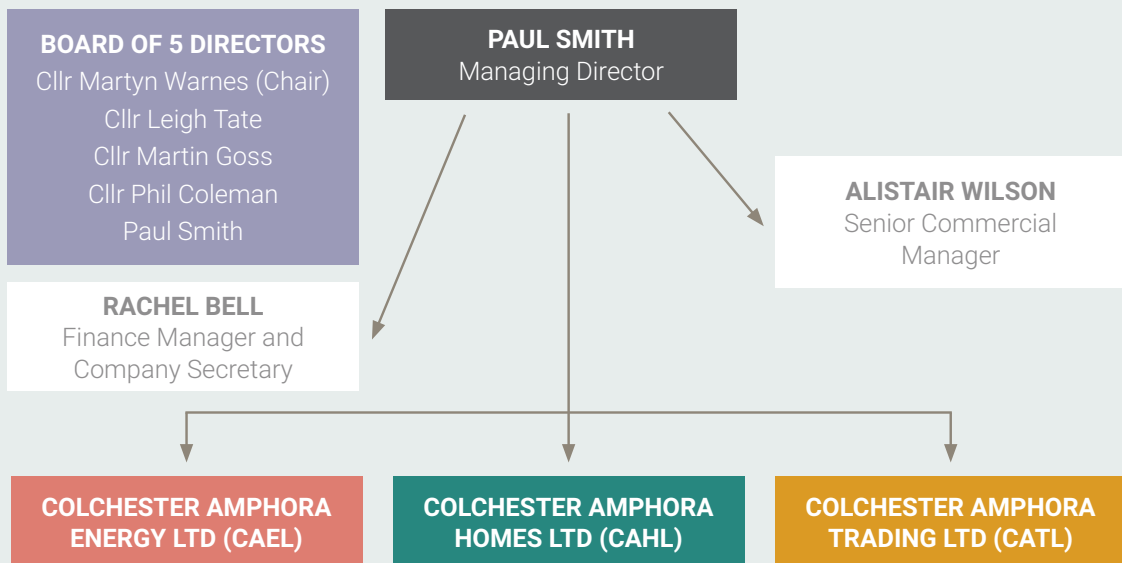 BOARD OF 5 DIRECTORS
Cllr Martyn Warnes (Chair)
Cllr Leigh Tate
Cllr Martin Goss
Cllr Phil Coleman
Paul Smith
PAUL SMITH
Managing Director
ALISTAIR WILSON
Senior Commercial
Manager
RACHEL BELL
Finance Manager and
Company Secretary
COLCHESTER AMPHORA
ENERGY LTD (CAEL)
COLCHESTER AMPHORA
HOMES LTD (CAHL)
COLCHESTER AMPHORA
TRADING LTD (CATL)